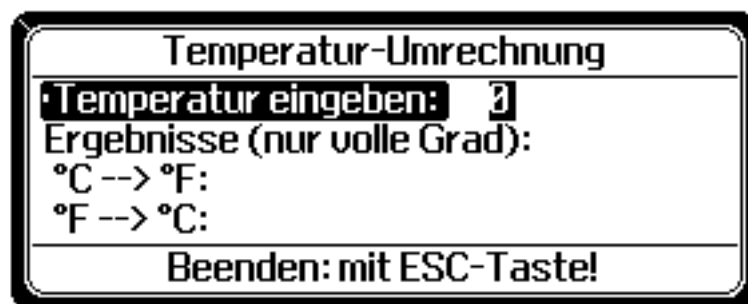 Temperatur-Umrechnung
·Temperatur eingeben: 0
Ergebnisse (nur volle Grad):
°C --> °F:
°F --> °C:
Beenden: mit ESC-Taste!